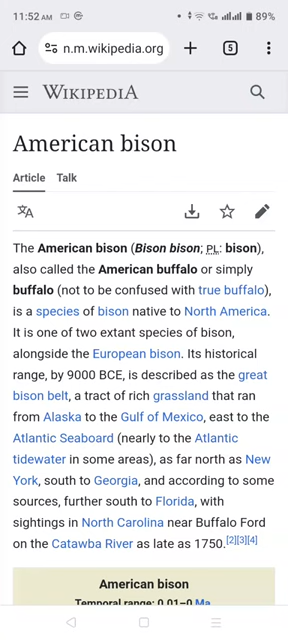 11:52 AM
89%
n.m.wikipedia.org
5
WIKIPEDIA
American bison
Article Talk
The American bison (Bison bison; PL: bison),
also called the American buffalo or simply
buffalo (not to be confused with true buffalo),
is a species of bison native to North America.
It is one of two extant species of bison,
alongside the European bison. Its historical
range, by 9000 BCE, is described as the great
bison belt, a tract of rich grassland that ran
from Alaska to the Gulf of Mexico, east to the
Atlantic Seaboard (nearly to the Atlantic
tidewater in some areas), as far north as New
York, south to Georgia, and according to some
sources, further south to Florida, with
sightings in North Carolina near Buffalo Ford
on the Catawba River as late as 1750.[2][3][4]
American bison
Temporal range: 0.01–0 Ma